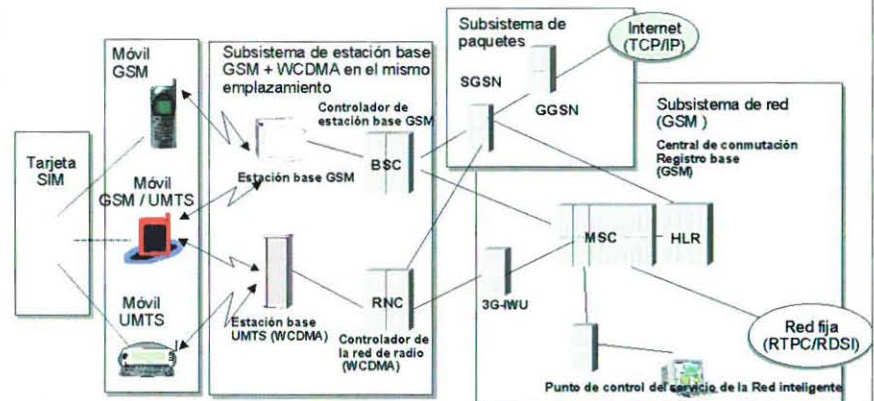 Tarjeta
SIM
Móvil
GSM
Móvil
GSM / UMTS
Móvil
UMTS
Subsistema de estación base
GSM + WCDMA en el mismo
emplazamiento
Controlador de
estación base GSM
BSC
Estación base GSM
RNC
Estación base
UMTS (WCDMA)
Controlador de
la red de radio
(WCDMA)
Subsistema de
paquetes
SGSN
GGSN
Internet
(TCP/IP)
Subsistema de red
(GSM )
Central de conmutación
Registro base
(GSM)
MSC
HLR
3G-IWU
Red fija
(RTPC/RDSI)
Punto de control del servicio de la Red inteligente